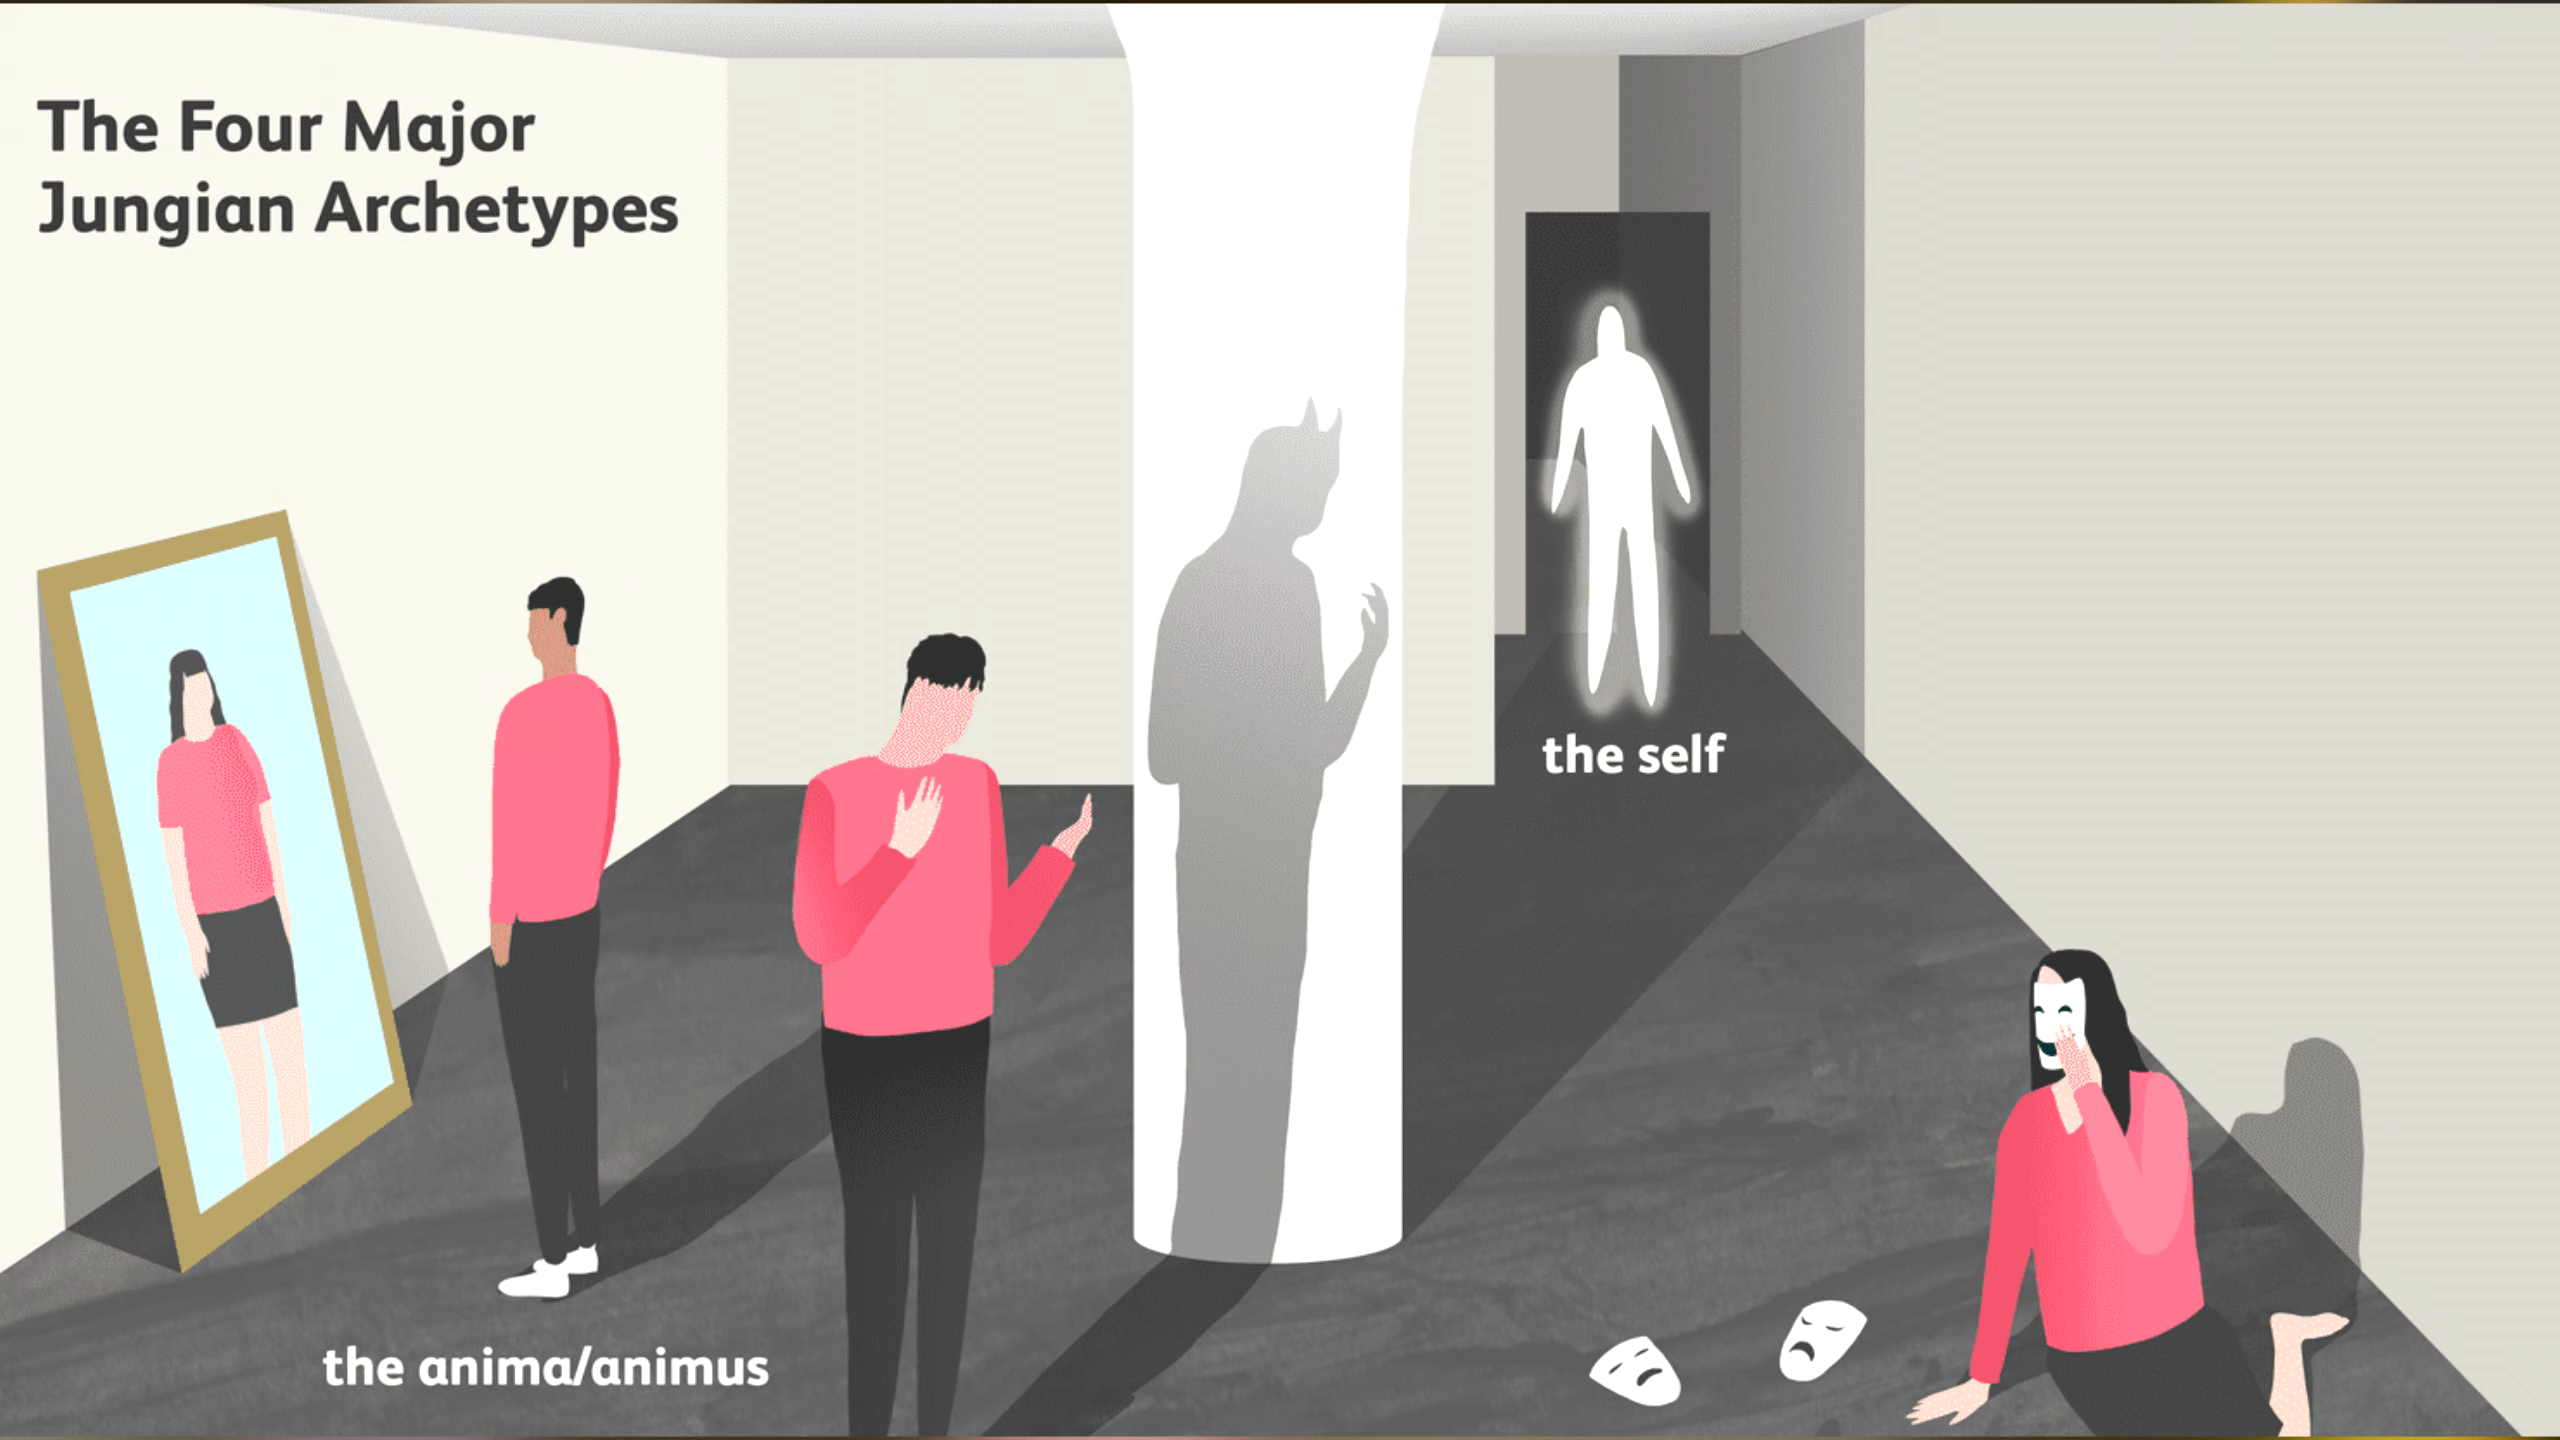 The Four Major
Jungian Archetypes
the self
the anima/animus